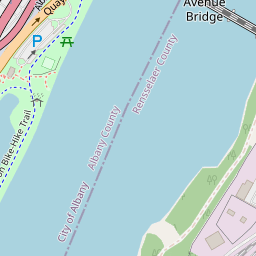 Avenue
Bridge
Quay
P
Rensselaer County
Albany County
City of Albany
Bike-Hike Trail